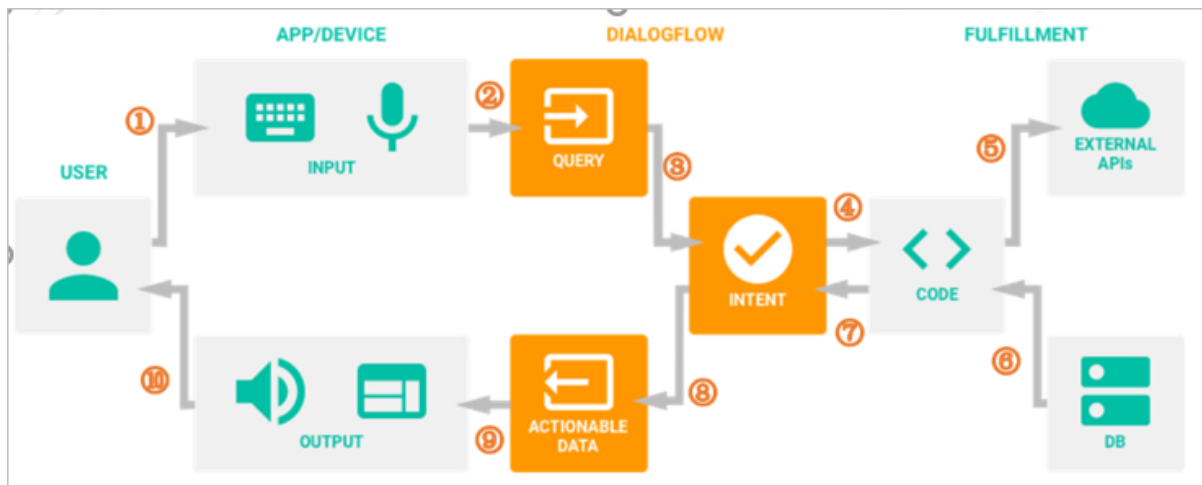 APP/DEVICE
DIALOGFLOW
FULFILLMENT
①
②
INPUT
QUERY
③
⑤
EXTERNAL
APIs
USER
④
INTENT
CODE
⑦
⑥
⑩
OUTPUT
⑨
ACTIONABLE
DATA
⑧
DB